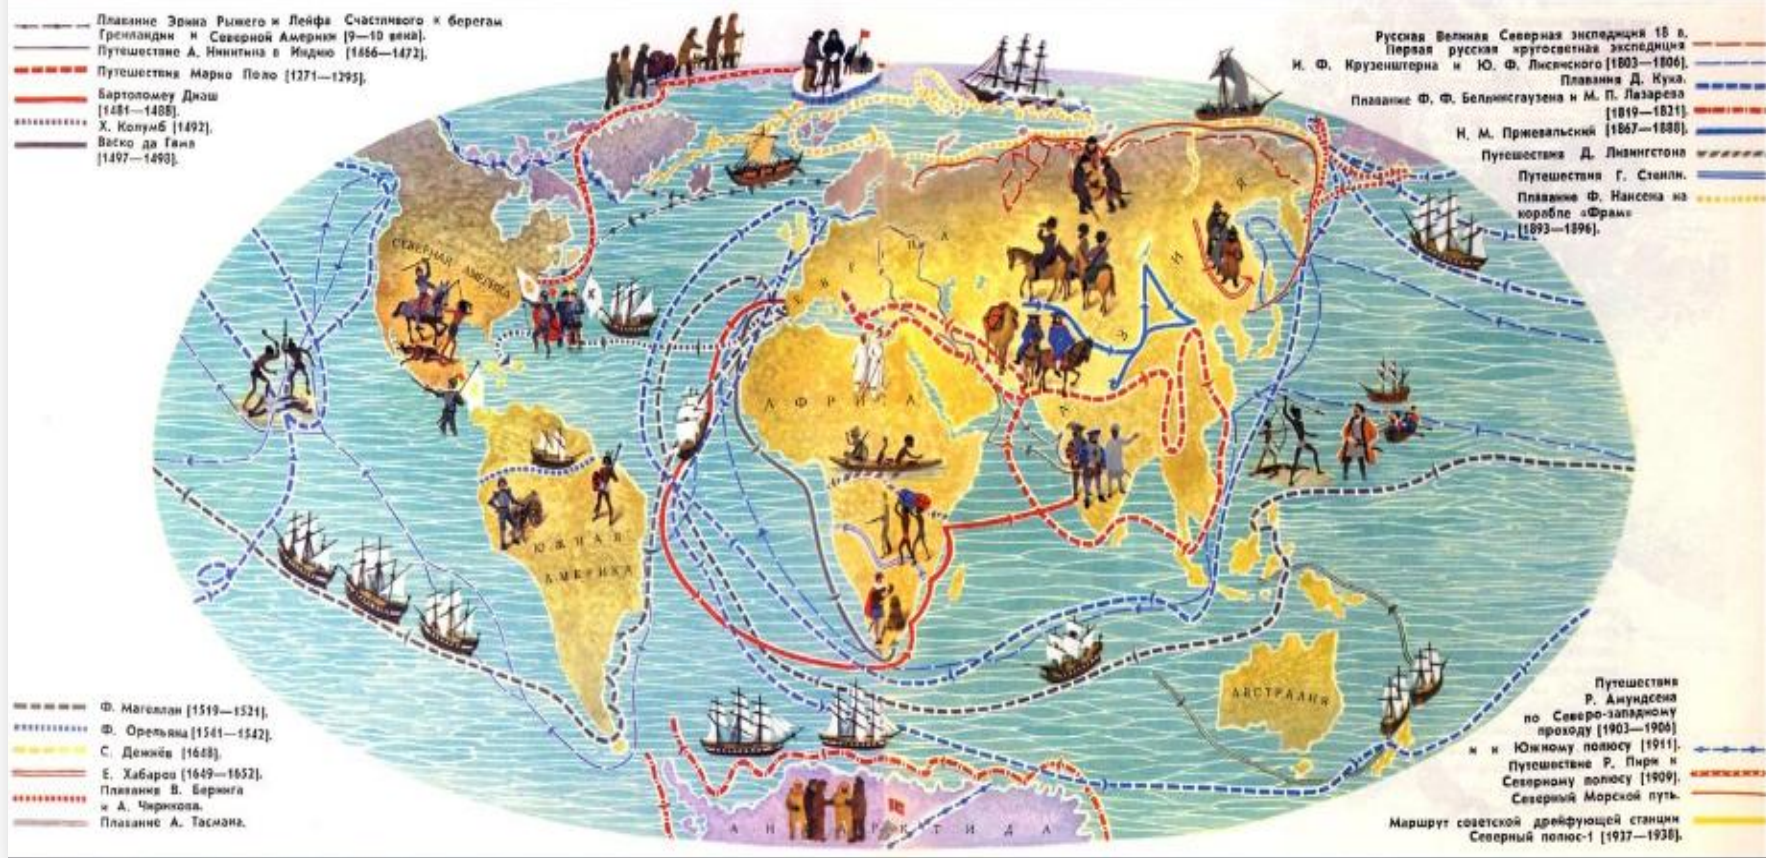 Плавание Эрика Рыжего и Лейфа Счастливого к берегам
Гренландии и Северной Америки [9—10 века].
Путешествие А. Никитина в Индию [1466—1472].
Путешествия Марко Поло [1271—1295].
Бартоломеу Диаш
[1481—1488].
Х. Колумб [1492].
Васко да Гама
[1497—1498].
Русская Великая Северная экспедиция 18 в.
Первая русская кругосветная экспедиция
И. Ф. Крузенштерна и Ю. Ф. Лисянского [1803—1806].
Плавания Д. Кука.
Плавание Ф. Ф. Беллинсгаузена и М. П. Лазарева
[1819—1821].
Н. М. Пржевальский [1867—1888].
Путешествия Д. Ливингстона
Путешествия Г. Стенли.
Плавание Ф. Нансена на
корабле «Фрам»
[1893—1896].
СЕВЕРНАЯ АМЕРИКА
ЕВРОПА
АЗИЯ
АФРИКА
ЮЖНАЯ
АМЕРИКА
АВСТРАЛИЯ
АНТАРКТИДА
Ф. Магеллан [1519—1521].
Ф. Орельяна [1541—1542].
С. Дежнёв [1648].
Е. Хабаров [1649—1652].
Плавания В. Беринга
и А. Чирикова.
Плавание А. Тасмана.
Путешествия
Р. Амундсена
по Северо-западному
проходу [1903—1906]
и к Южному полюсу [1911].
Путешествие Р. Пири к
Северному полюсу [1909].
Северный Морской путь.
Маршрут советской дрейфующей станции
Северный полюс-1 [1937—1938].